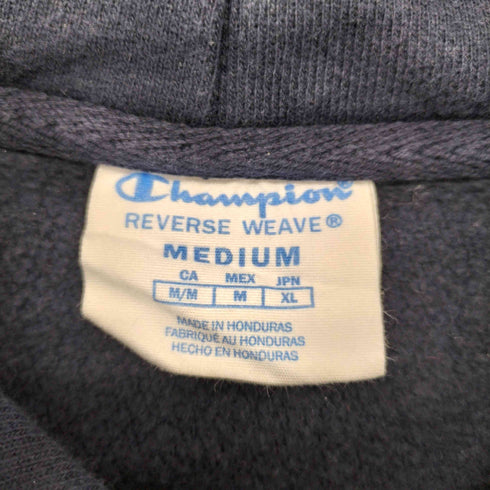 Champion®
REVERSE WEAVE®
MEDIUM
CA MEX JPN
M/M M XL
MADE IN HONDURAS
FABRIQUÉ AU HONDURAS
HECHO EN HONDURAS